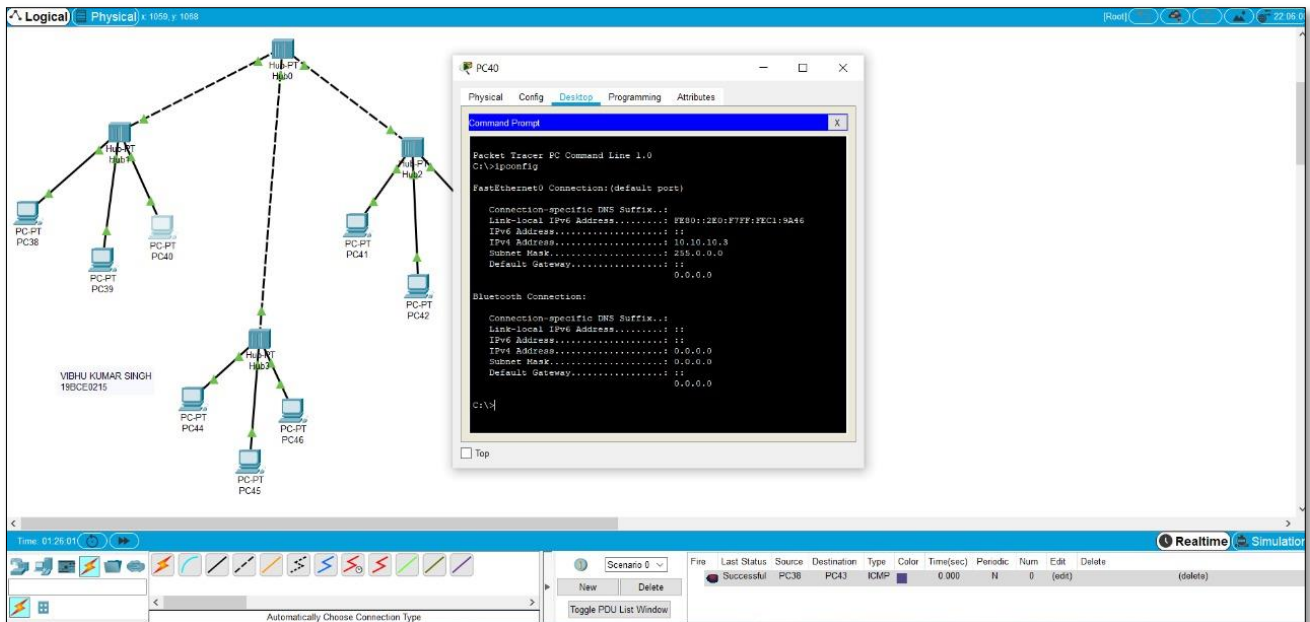 Logical
Physical
x: 1059, y: 1068
[Root]
22:06:0
Hub-PT
Hub0
Hub-PT
Hub1
Hub-PT
Hub2
PC-PT
PC38
PC-PT
PC39
PC-PT
PC40
PC-PT
PC41
PC-PT
PC42
Hub-PT
Hub3
PC-PT
PC44
PC-PT
PC46
PC-PT
PC45
VIBHU KUMAR SINGH
19BCE0215
PC40
Physical Config Desktop Programming Attributes
Command Prompt X
Packet Tracer PC Command Line 1.0
C:\>ipconfig
FastEthernet0 Connection:(default port)
Connection-specific DNS Suffix..:
Link-local IPv6 Address.........: FE80::2E0:F7FF:FEC1:9A46
IPv6 Address....................: ::
IPv4 Address....................: 10.10.10.3
Subnet Mask.....................: 255.0.0.0
Default Gateway.................: ::
0.0.0.0
Bluetooth Connection:
Connection-specific DNS Suffix..:
Link-local IPv6 Address.........: ::
IPv6 Address....................: ::
IPv4 Address....................: 0.0.0.0
Subnet Mask.....................: 0.0.0.0
Default Gateway.................: ::
0.0.0.0
C:\>
Top
Time: 01:26:01
Realtime
Simulation
Scenario 0
New Delete
Toggle PDU List Window
Fire Last Status Source Destination Type Color Time(sec) Periodic Num Edit Delete
Successful PC38 PC43 ICMP 0.000 N 0 (edit) (delete)
Automatically Choose Connection Type